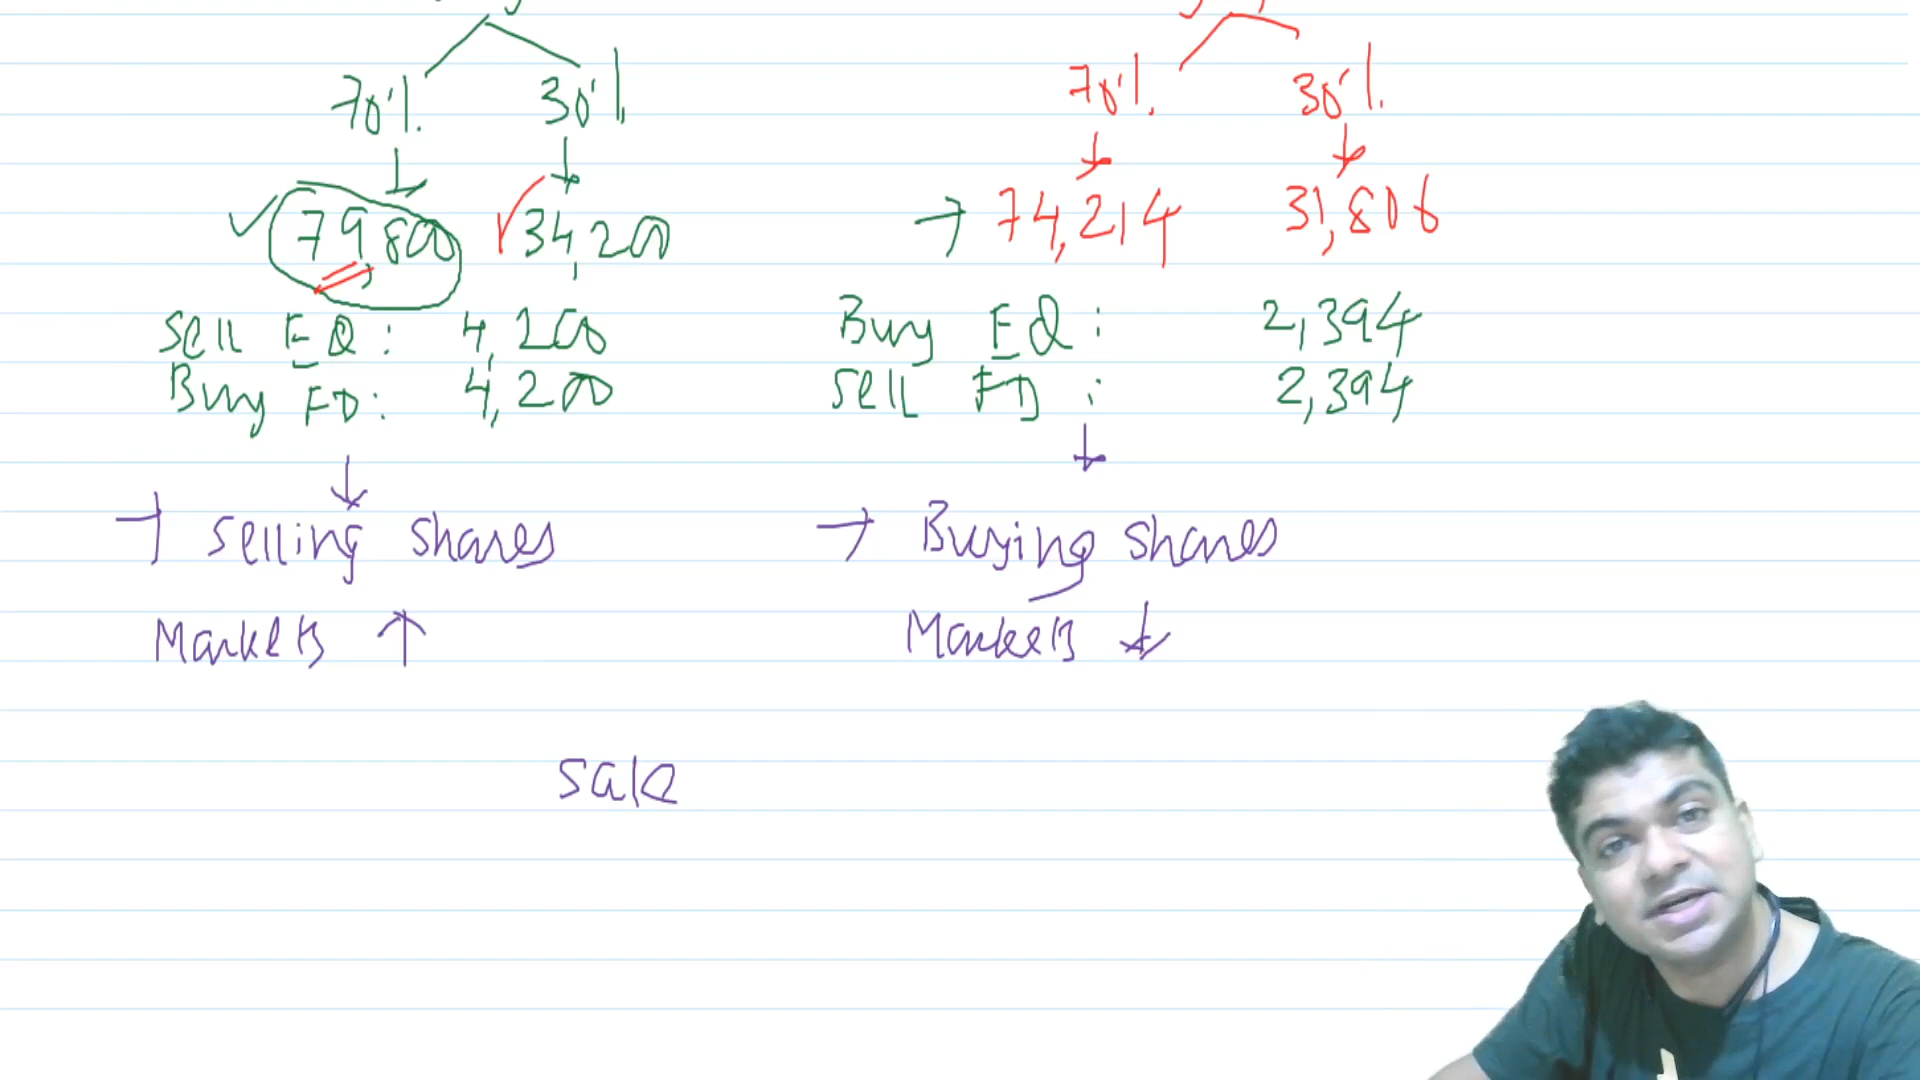 70% 30%
79,800 34,200
Sell EQ: 4,200
Buy FD: 4,200
→ Selling shares
Markets ↑
70% 30%
→ 74,214 31,806
Buy EQ: 2,394
Sell FD: 2,394
→ Buying shares
Markets ↓
Sale